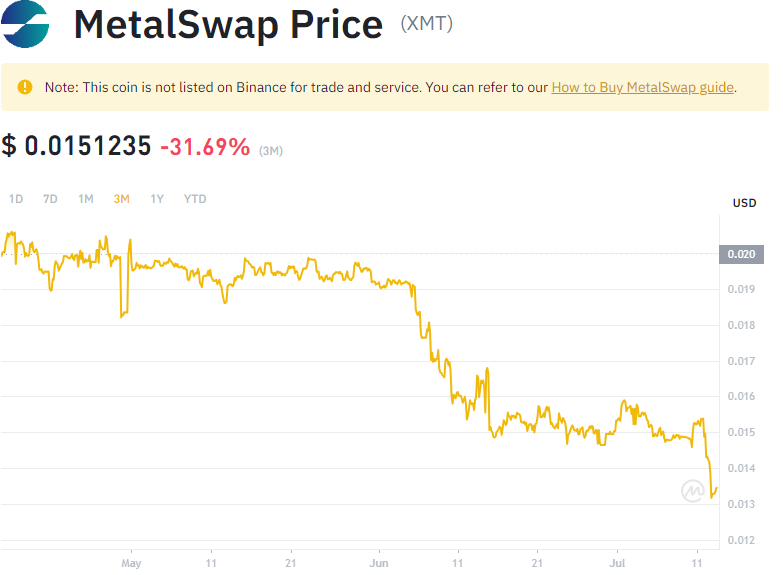 MetalSwap Price (XMT)
Note: This coin is not listed on Binance for trade and service. You can refer to our How to Buy MetalSwap guide.
$ 0.0151235 -31.69% (3M)
1D 7D 1M 3M 1Y YTD
USD
0.020
0.019
0.018
0.017
0.016
0.015
0.014
0.013
0.012
May 11 21 Jun 11 21 Jul 11